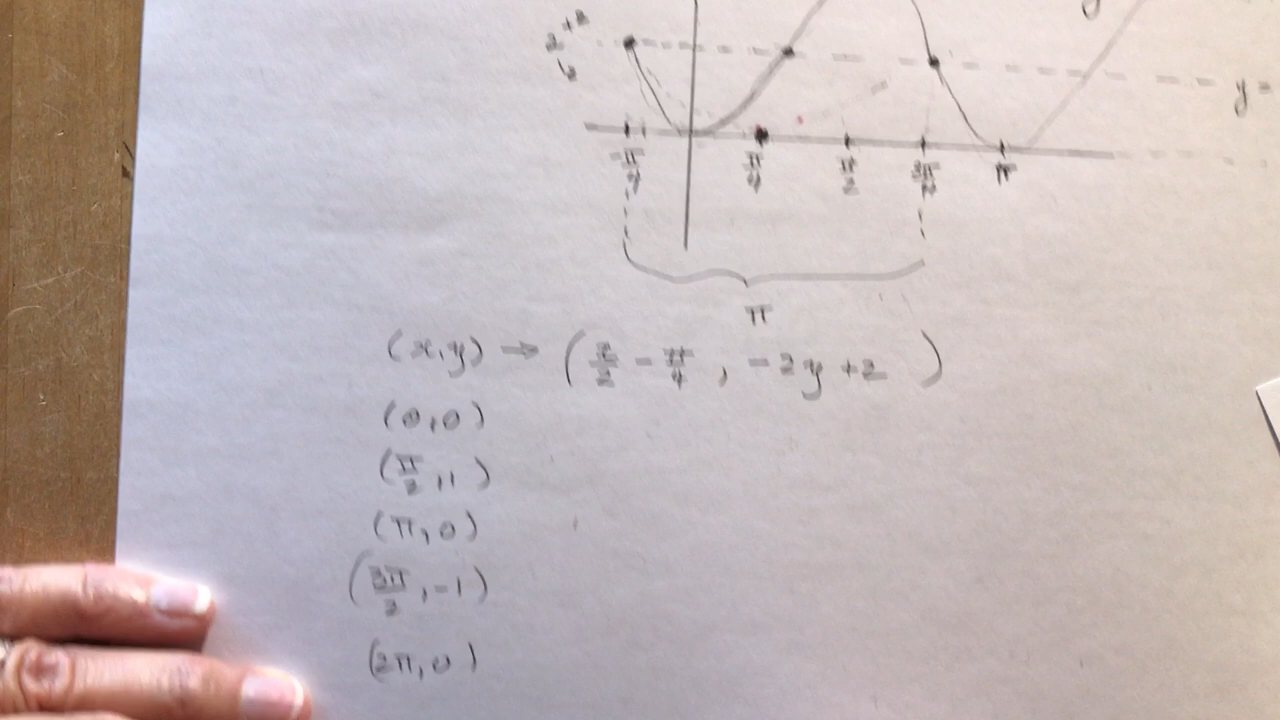 y
y =
-π/4 π/4 π/2 3π/4 π
π
(x,y) → (x/2 - π/4, -2y+2)
(0,0)
(π/2,1)
(π,0)
(3π/2,-1)
(2π,0)